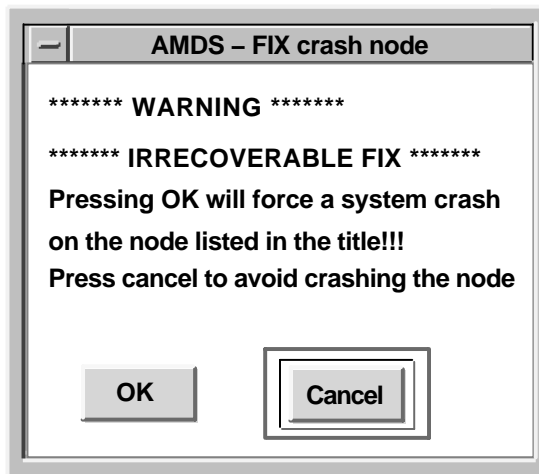 AMDS – FIX crash node
******* WARNING *******
******* IRRECOVERABLE FIX *******
Pressing OK will force a system crash
on the node listed in the title!!!
Press cancel to avoid crashing the node
OK
Cancel